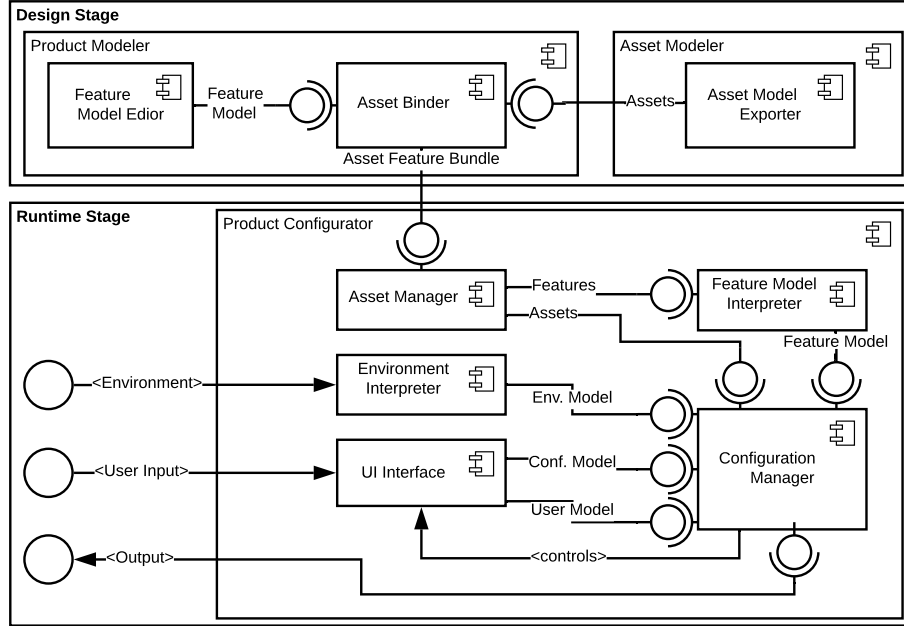 Design Stage
Product Modeler
Asset Modeler
Feature
Model Edior
Feature
Model
Asset Binder
Assets
Asset Model
Exporter
Asset Feature Bundle
Runtime Stage
Product Configurator
Asset Manager
Features
Assets
Feature Model
Interpreter
Feature Model
<Environment>
Environment
Interpreter
Env. Model
<User Input>
UI Interface
Conf. Model
User Model
Configuration
Manager
<Output>
<controls>